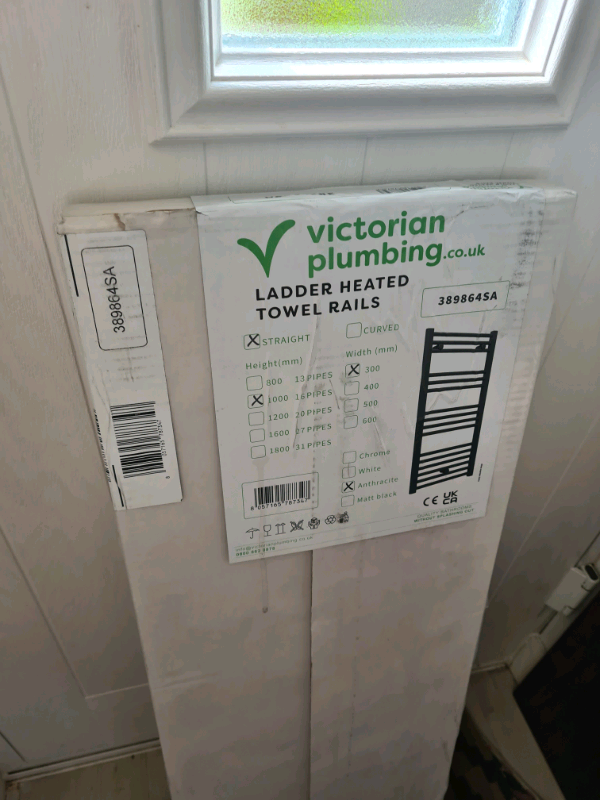 389864SA
victorian
plumbing.co.uk
LADDER HEATED
TOWEL RAILS
389864SA
X STRAIGHT
CURVED
Height(mm)
Width (mm)
800 13 PIPES
X 300
X 1000 16 PIPES
400
1200 20 PIPES
500
1600 27 PIPES
600
1800 31 PIPES
Chrome
White
X Anthracite
Matt black
CE UK
CA